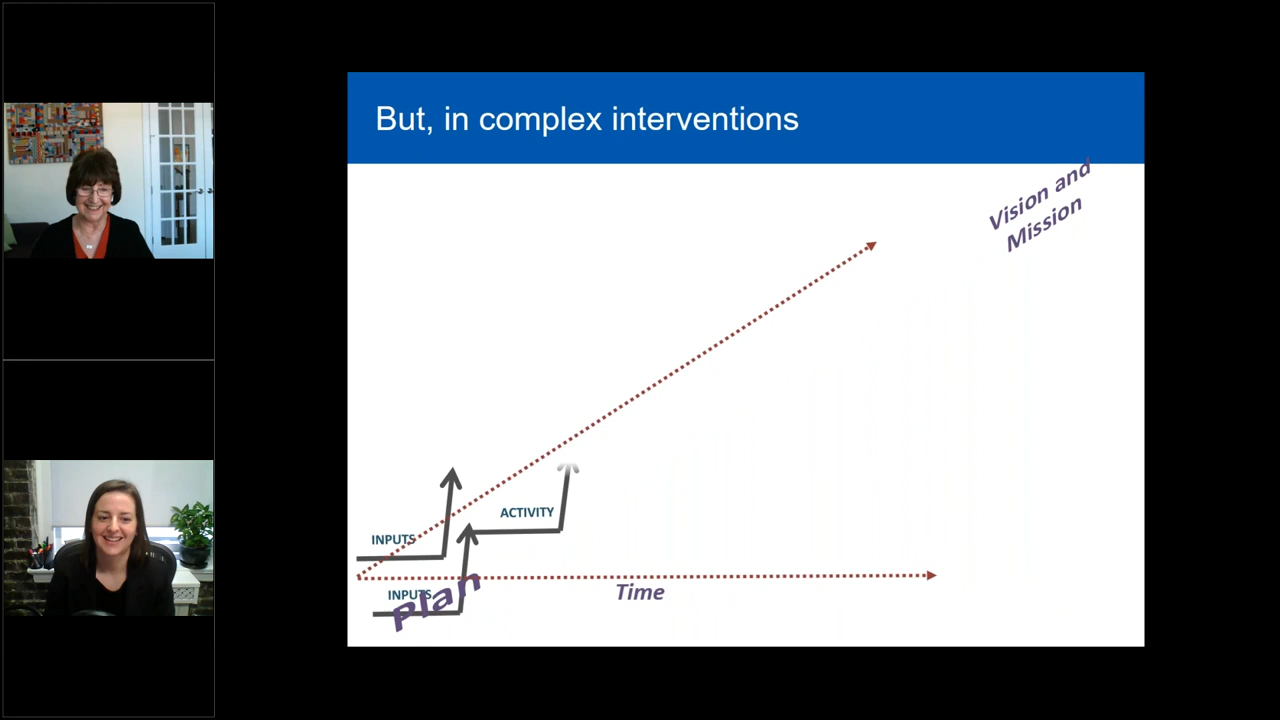 But, in complex interventions
Vision and
Mission
ACTIVITY
INPUTS
Time
INPUTS
Plan